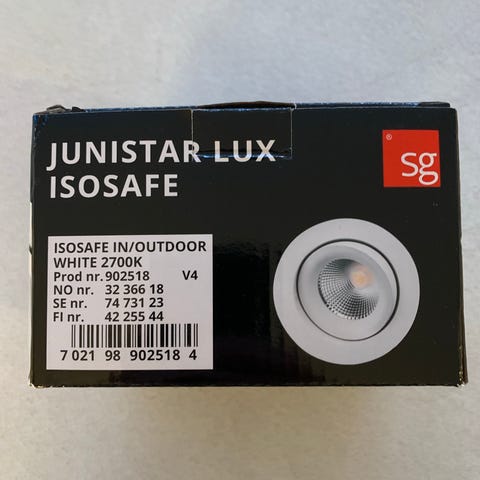 JUNISTAR LUX
ISOSAFE
® sg
ISOSAFE IN/OUTDOOR
WHITE 2700K
Prod nr. 902518 V4
NO nr. 32 366 18
SE nr. 74 731 23
FI nr. 42 255 44
7 021 98 902518 4